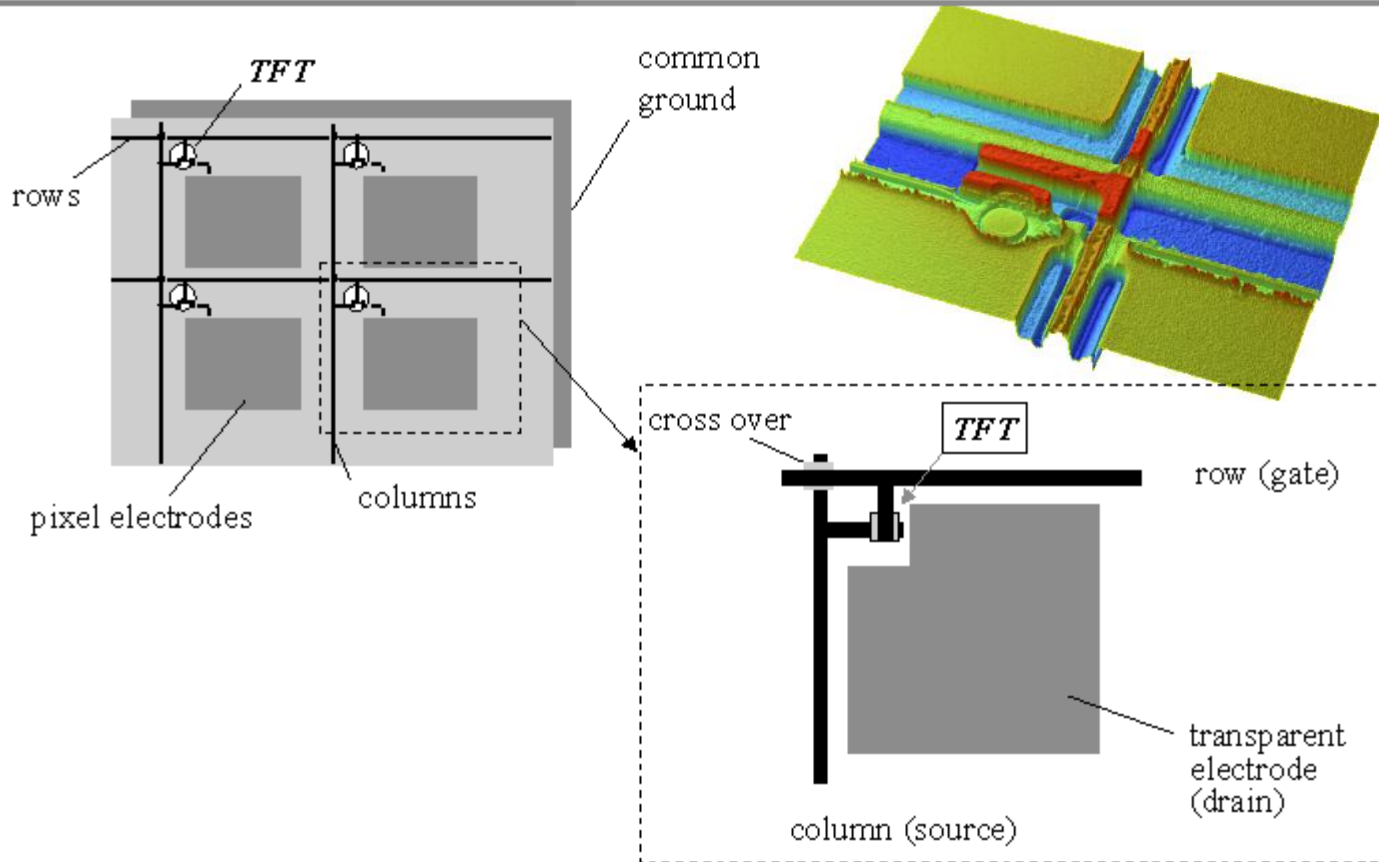 TFT
common
ground
rows
pixel electrodes
columns
cross over
TFT
row (gate)
transparent
electrode
(drain)
column (source)